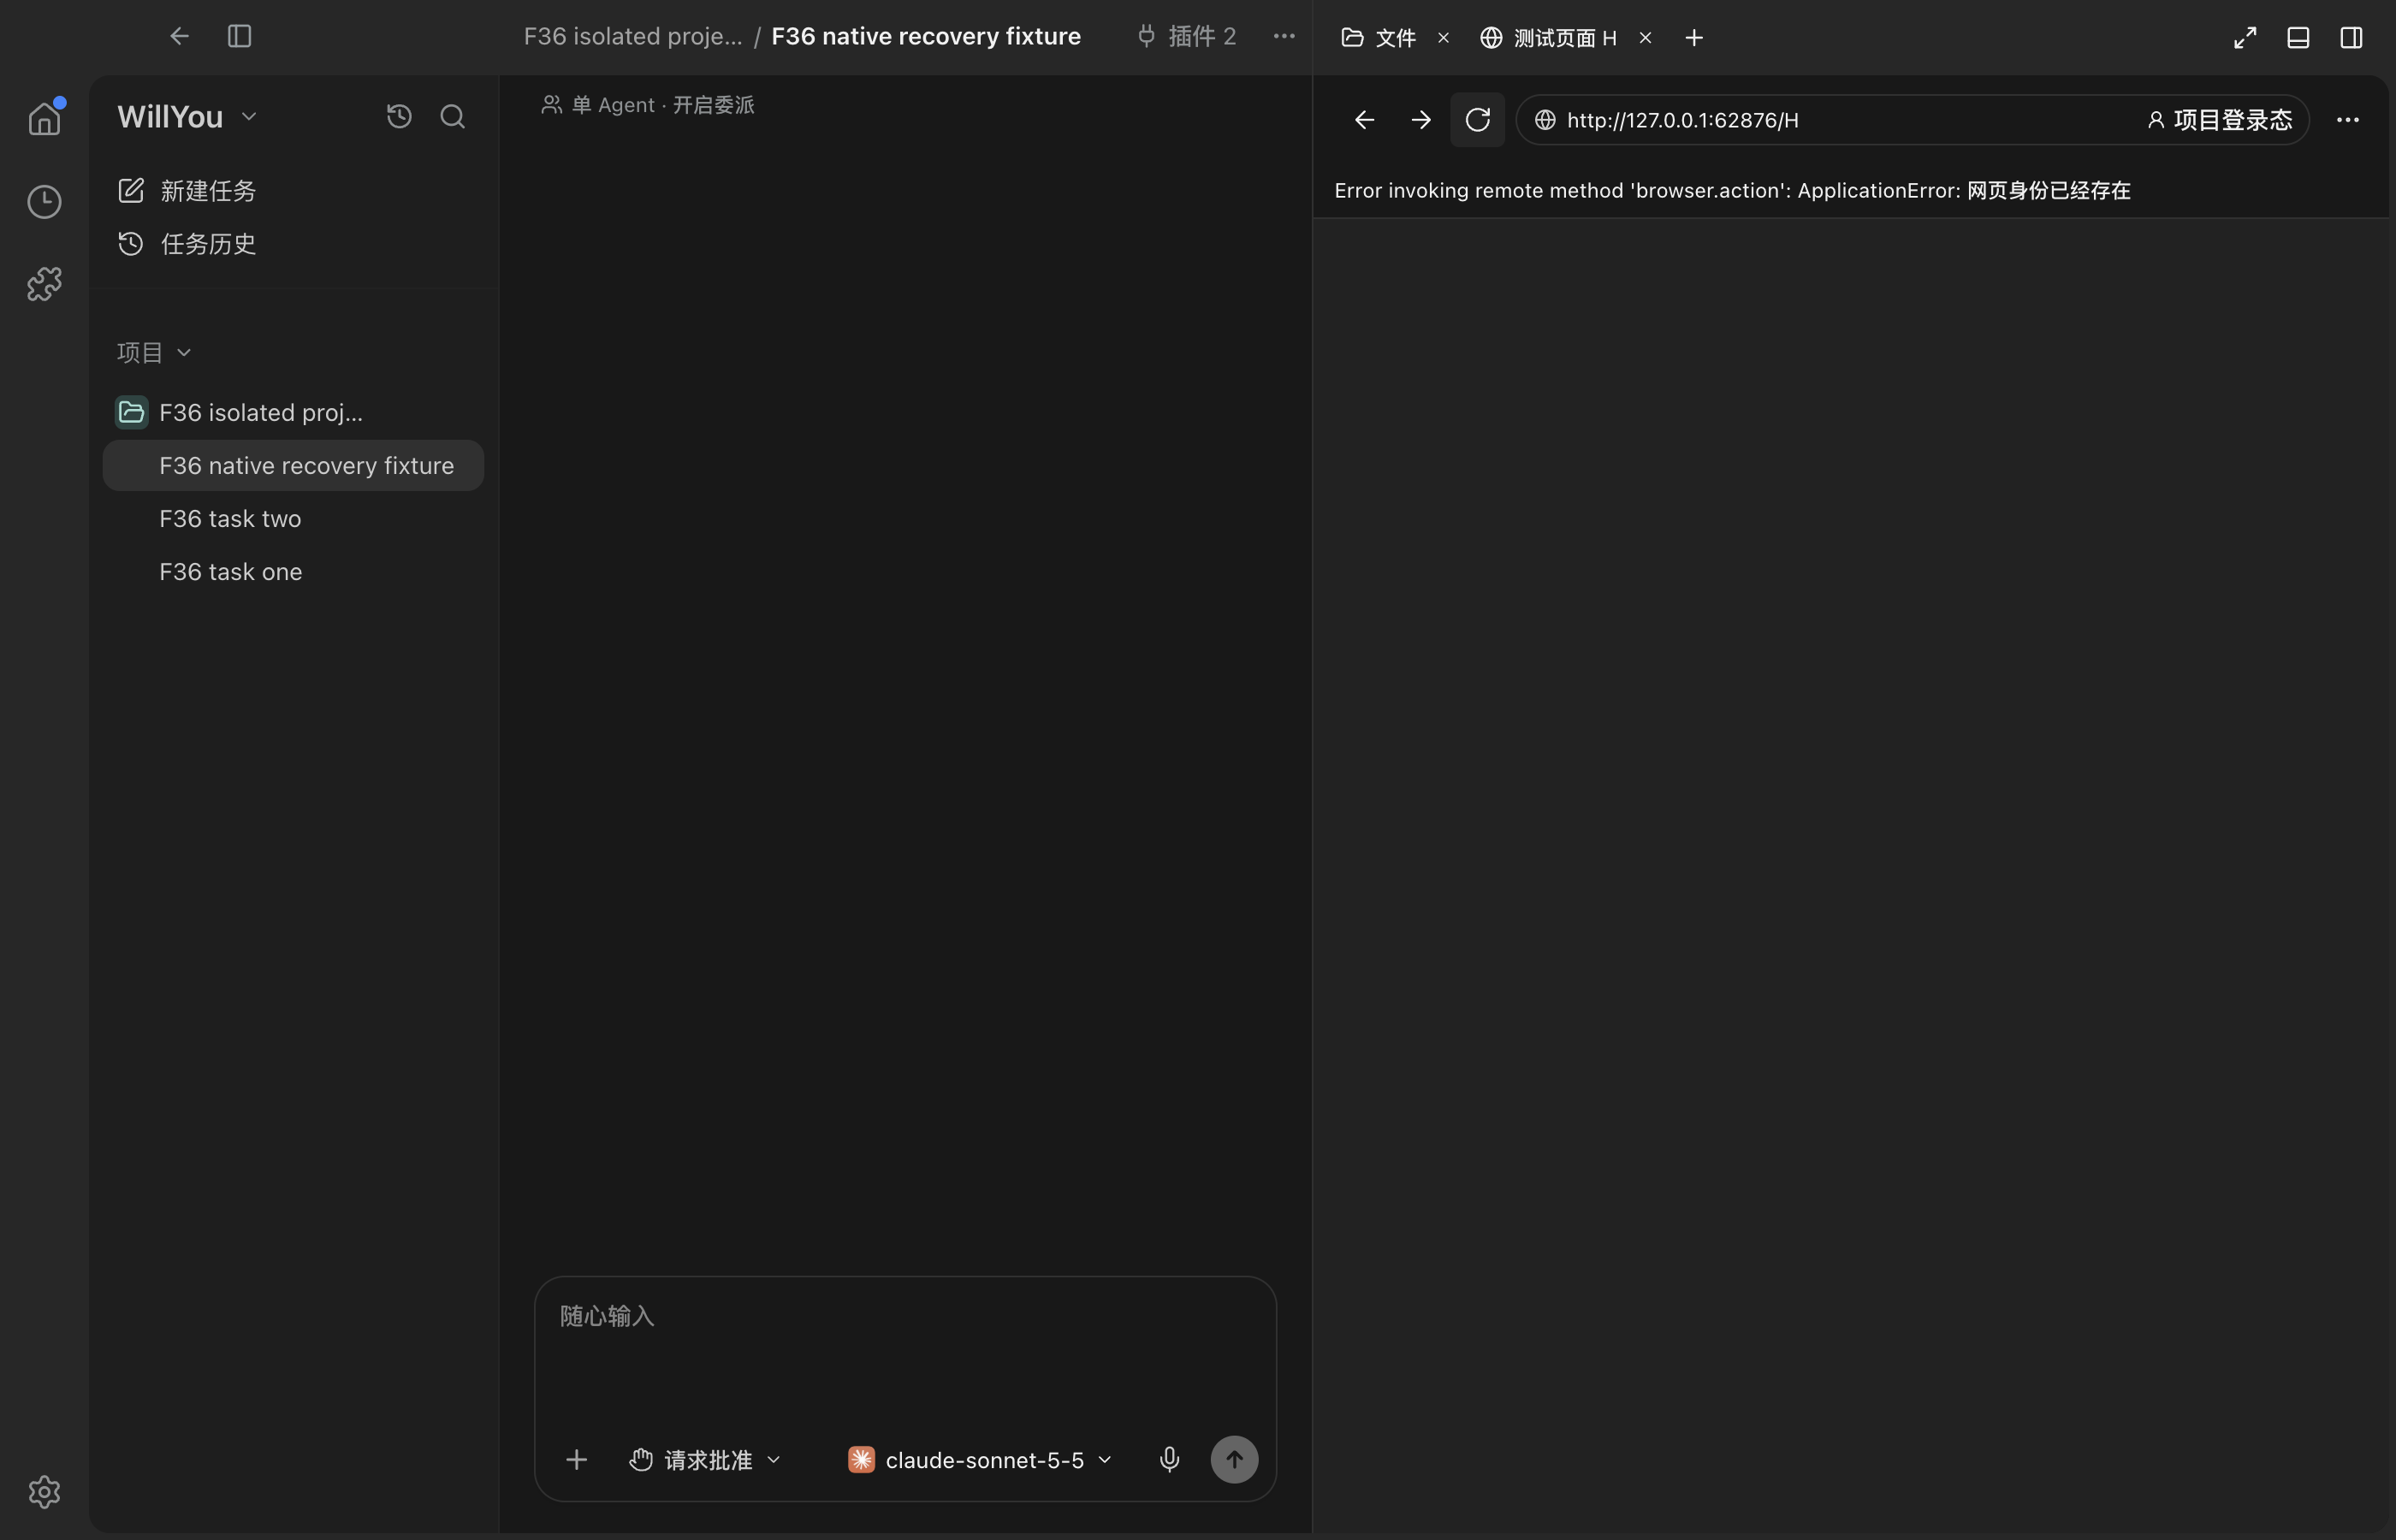 F36 isolated proje... / F36 native recovery fixture
插件 2
文件
测试页面 H
WillYou
新建任务
任务历史
项目
F36 isolated proj...
F36 native recovery fixture
F36 task two
F36 task one
单 Agent · 开启委派
随心输入
请求批准
claude-sonnet-5-5
http://127.0.0.1:62876/H
项目登录态
Error invoking remote method 'browser.action': ApplicationError: 网页身份已经存在